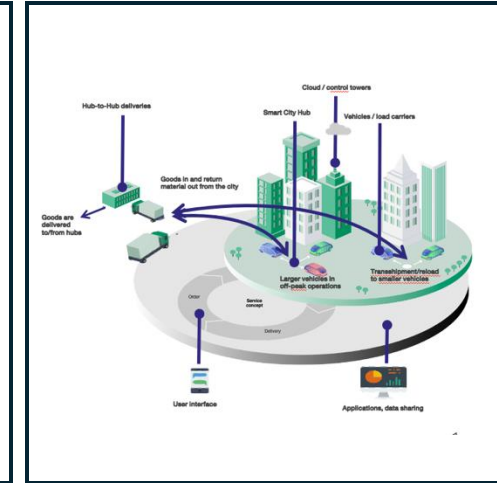 Cloud / control towers
Hub-to-Hub deliveries
Smart City Hub
Vehicles / load carriers
Goods in and return
material out from the city
Goods are
delivered
to/from hubs
Larger vehicles in
off-peak operations
Transshipment/reload
to smaller vehicles
Order
Service
concept
Delivery
User interface
Applications, data sharing